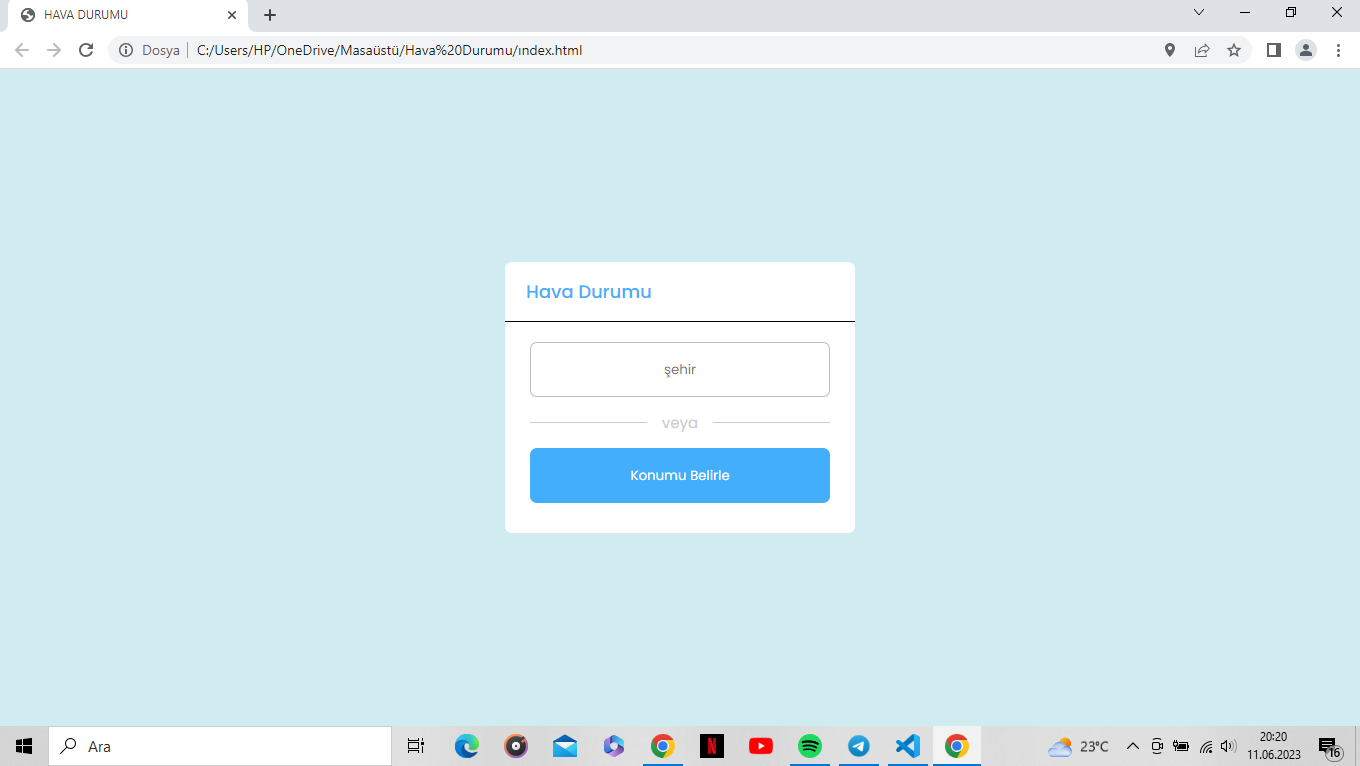 HAVA DURUMU
Dosya
C:/Users/HP/OneDrive/Masaüstü/Hava%20Durumu/ındex.html
Hava Durumu
şehir
veya
Konumu Belirle
Ara
N
23°C
20:20
11.06.2023
16